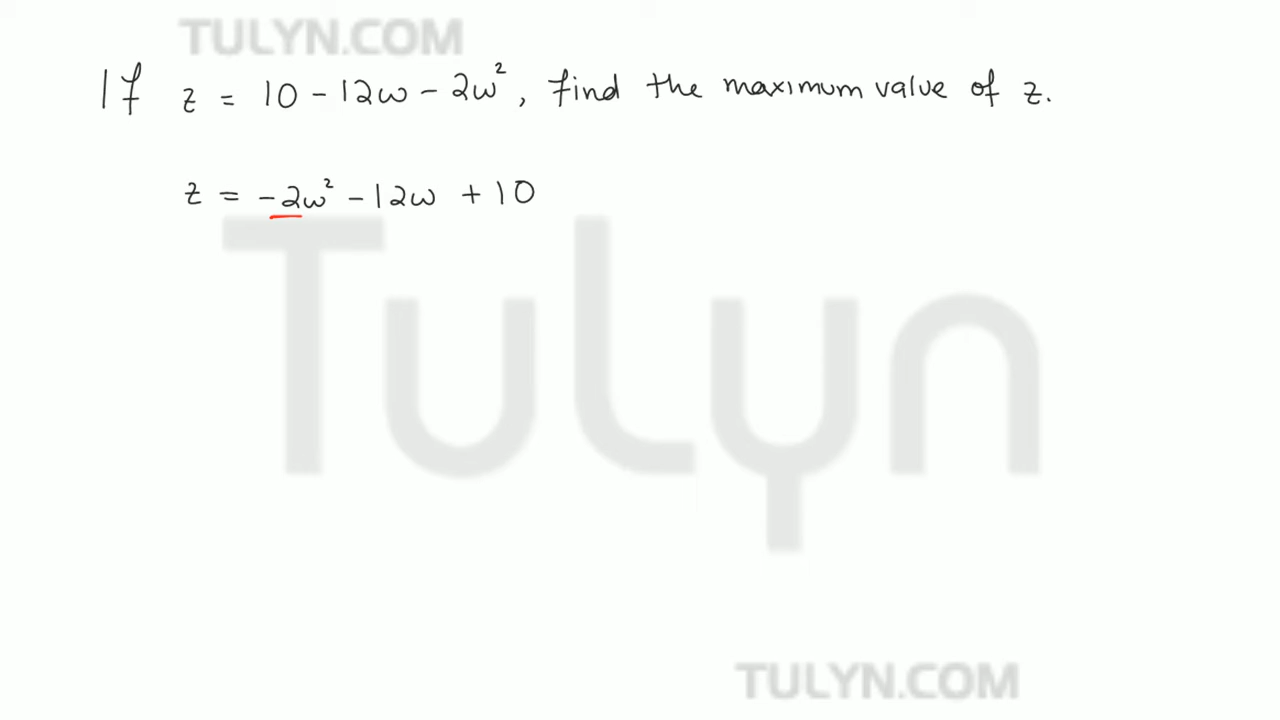 TULYN.COM
If z = 10 - 12w - 2w², find the maximum value of z.
z = -2w² - 12w + 10
TuLyn
TULYN.COM